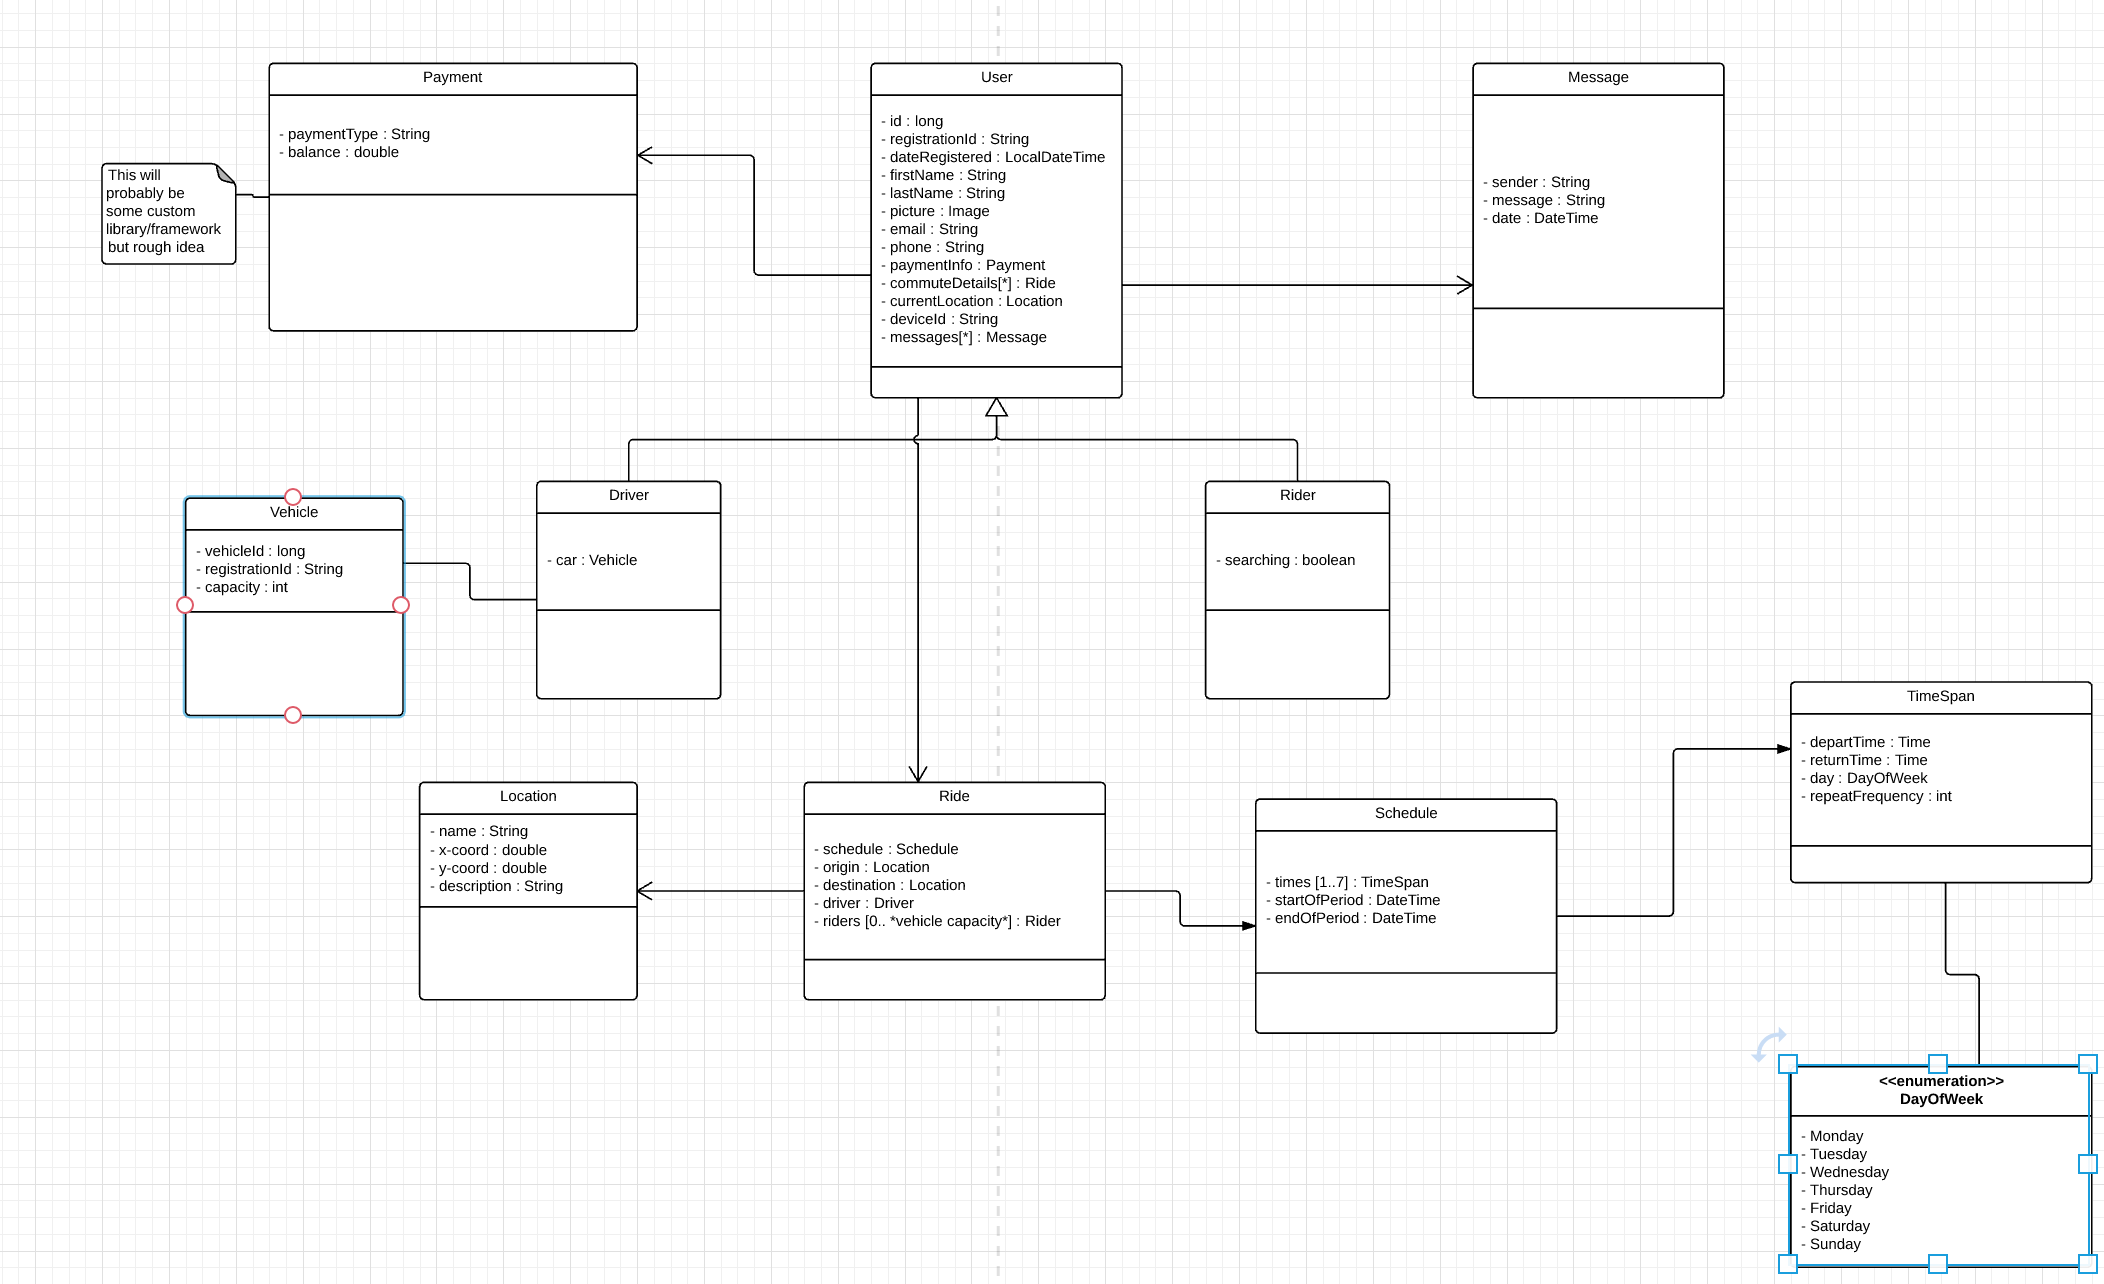 Payment
- paymentType : String
- balance : double
This will
probably be
some custom
library/framework
but rough idea
User
- id : long
- registrationId : String
- dateRegistered : LocalDateTime
- firstName : String
- lastName : String
- picture : Image
- email : String
- phone : String
- paymentInfo : Payment
- commuteDetails[*] : Ride
- currentLocation : Location
- deviceId : String
- messages[*] : Message
Message
- sender : String
- message : String
- date : DateTime
Vehicle
- vehicleId : long
- registrationId : String
- capacity : int
Driver
- car : Vehicle
Rider
- searching : boolean
Location
- name : String
- x-coord : double
- y-coord : double
- description : String
Ride
- schedule : Schedule
- origin : Location
- destination : Location
- driver : Driver
- riders [0.. *vehicle capacity*] : Rider
Schedule
- times [1..7] : TimeSpan
- startOfPeriod : DateTime
- endOfPeriod : DateTime
TimeSpan
- departTime : Time
- returnTime : Time
- day : DayOfWeek
- repeatFrequency : int
<<enumeration>>
DayOfWeek
- Monday
- Tuesday
- Wednesday
- Thursday
- Friday
- Saturday
- Sunday